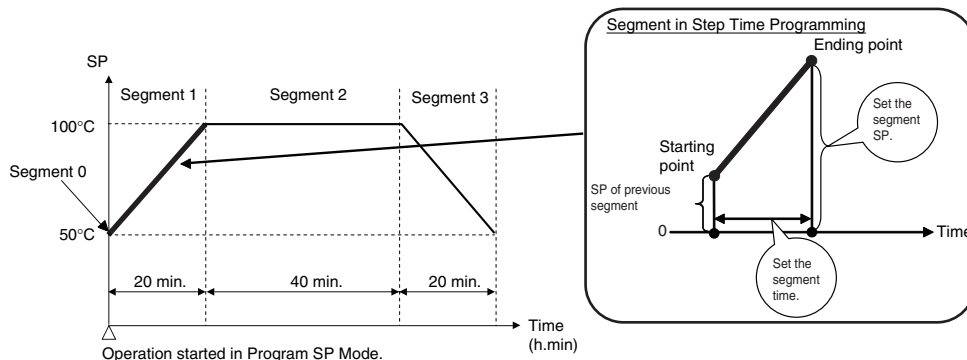 SP
Segment 1
Segment 2
Segment 3
100°C
Segment 0
50°C
20 min.
40 min.
20 min.
Time
(h.min)
Operation started in Program SP Mode.
Segment in Step Time Programming
Ending point
Set the
segment
SP.
Starting
point
SP of previous
segment
0
Time
Set the
segment
time.